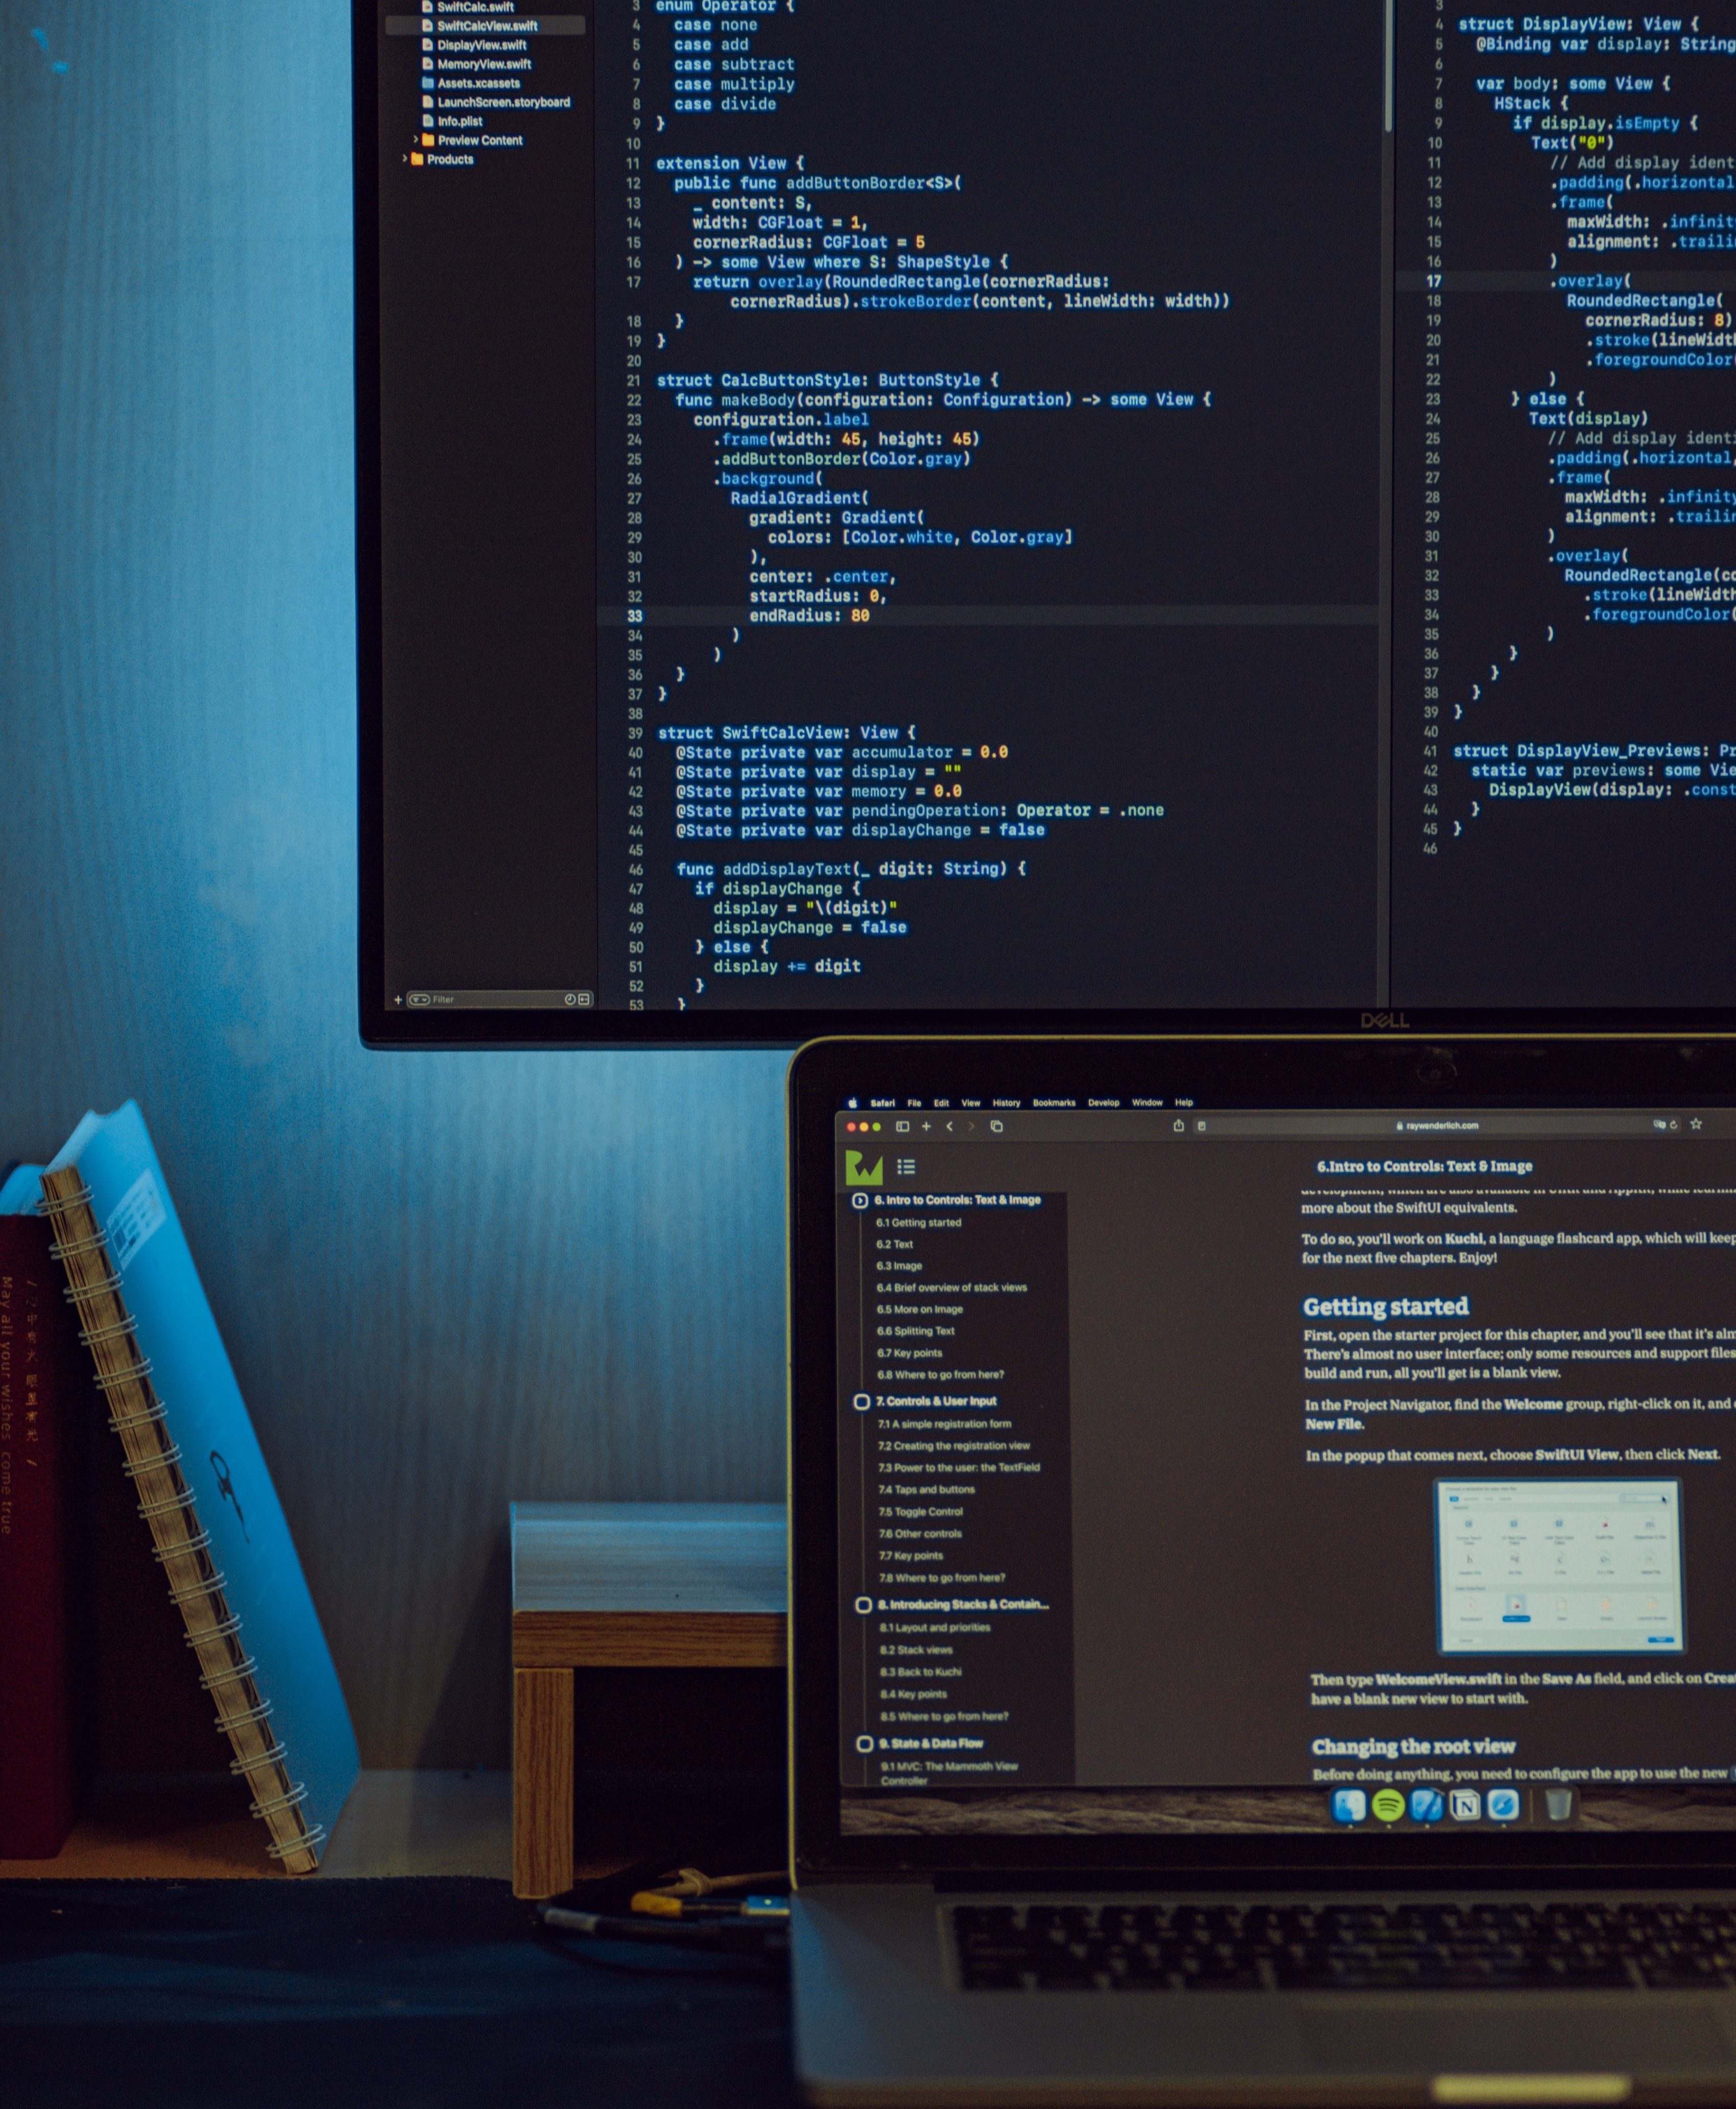 SwiftCalc.swift
SwiftCalcView.swift
DisplayView.swift
MemoryView.swift
Assets.xcassets
LaunchScreen.storyboard
Info.plist
Preview Content
Products
Filter
3 enum Operator {
4 case none
5 case add
6 case subtract
7 case multiply
8 case divide
9 }
10
11 extension View {
12 public func addButtonBorder<S>(
13 _ content: S,
14 width: CGFloat = 1,
15 cornerRadius: CGFloat = 5
16 ) -> some View where S: ShapeStyle {
17 return overlay(RoundedRectangle(cornerRadius:
cornerRadius).strokeBorder(content, lineWidth: width))
18 }
19 }
20
21 struct CalcButtonStyle: ButtonStyle {
22 func makeBody(configuration: Configuration) -> some View {
23 configuration.label
24 .frame(width: 45, height: 45)
25 .addButtonBorder(Color.gray)
26 .background(
27 RadialGradient(
28 gradient: Gradient(
29 colors: [Color.white, Color.gray]
30 ),
31 center: .center,
32 startRadius: 0,
33 endRadius: 80
34 )
35 )
36 }
37 }
38
39 struct SwiftCalcView: View {
40 @State private var accumulator = 0.0
41 @State private var display = ""
42 @State private var memory = 0.0
43 @State private var pendingOperation: Operator = .none
44 @State private var displayChange = false
45
46 func addDisplayText(_ digit: String) {
47 if displayChange {
48 display = "\(digit)"
49 displayChange = false
50 } else {
51 display += digit
52 }
53 }
3
4 struct DisplayView: View {
5 @Binding var display: String
6
7 var body: some View {
8 HStack {
9 if display.isEmpty {
10 Text("0")
11 // Add display ident
12 .padding(.horizontal
13 .frame(
14 maxWidth: .infinit
15 alignment: .traili
16 )
17 .overlay(
18 RoundedRectangle(
19 cornerRadius: 8)
20 .stroke(lineWidt
21 .foregroundColor
22 )
23 } else {
24 Text(display)
25 // Add display identi
26 .padding(.horizontal,
27 .frame(
28 maxWidth: .infinity
29 alignment: .trailin
30 )
31 .overlay(
32 RoundedRectangle(co
33 .stroke(lineWidth
34 .foregroundColor(
35 )
36 }
37 }
38 }
39 }
40
41 struct DisplayView_Previews: Pr
42 static var previews: some Vie
43 DisplayView(display: .const
44 }
45 }
46
DELL
Safari File Edit View History Bookmarks Develop Window Help
raywenderlich.com
6.Intro to Controls: Text & Image
6. Intro to Controls: Text & Image
6.1 Getting started
6.2 Text
6.3 Image
6.4 Brief overview of stack views
6.5 More on Image
6.6 Splitting Text
6.7 Key points
6.8 Where to go from here?
7. Controls & User Input
7.1 A simple registration form
7.2 Creating the registration view
7.3 Power to the user: the TextField
7.4 Taps and buttons
7.5 Toggle Control
7.6 Other controls
7.7 Key points
7.8 Where to go from here?
8. Introducing Stacks & Contain...
8.1 Layout and priorities
8.2 Stack views
8.3 Back to Kuchi
8.4 Key points
8.5 Where to go from here?
9. State & Data Flow
9.1 MVC: The Mammoth View
Controller
more about the SwiftUI equivalents.
To do so, you'll work on Kuchi, a language flashcard app, which will keep
for the next five chapters. Enjoy!
Getting started
First, open the starter project for this chapter, and you'll see that it's alm
There's almost no user interface; only some resources and support files
build and run, all you'll get is a blank view.
In the Project Navigator, find the Welcome group, right-click on it, and
New File.
In the popup that comes next, choose SwiftUI View, then click Next.
Then type WelcomeView.swift in the Save As field, and click on Crea
have a blank new view to start with.
Changing the root view
Before doing anything, you need to configure the app to use the new
May all your wishes come true